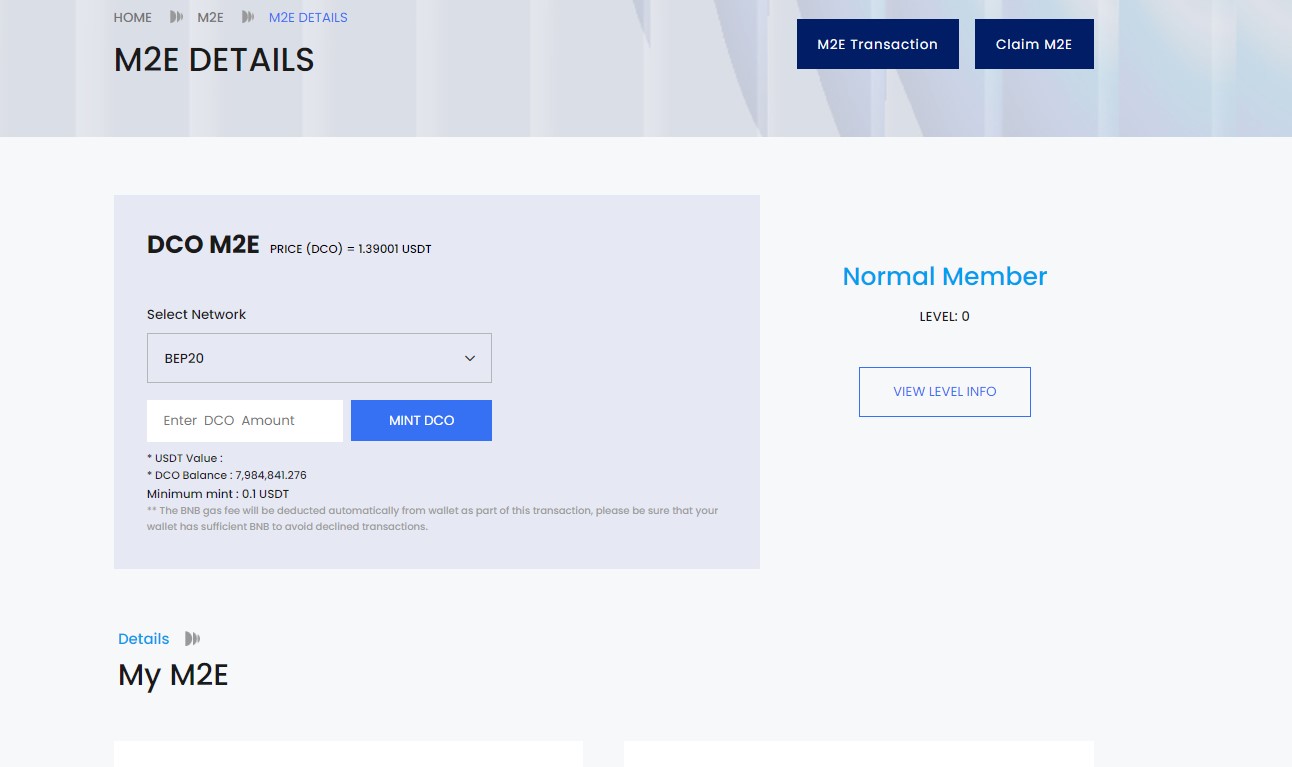 HOME M2E M2E DETAILS
M2E DETAILS
M2E Transaction Claim M2E
DCO M2E PRICE (DCO) = 1.39001 USDT
Select Network
BEP20
Enter DCO Amount MINT DCO
* USDT Value :
* DCO Balance : 7,984,841.276
Minimum mint : 0.1 USDT
** The BNB gas fee will be deducted automatically from wallet as part of this transaction, please be sure that your
wallet has sufficient BNB to avoid declined transactions.
Normal Member
LEVEL: 0
VIEW LEVEL INFO
Details
My M2E